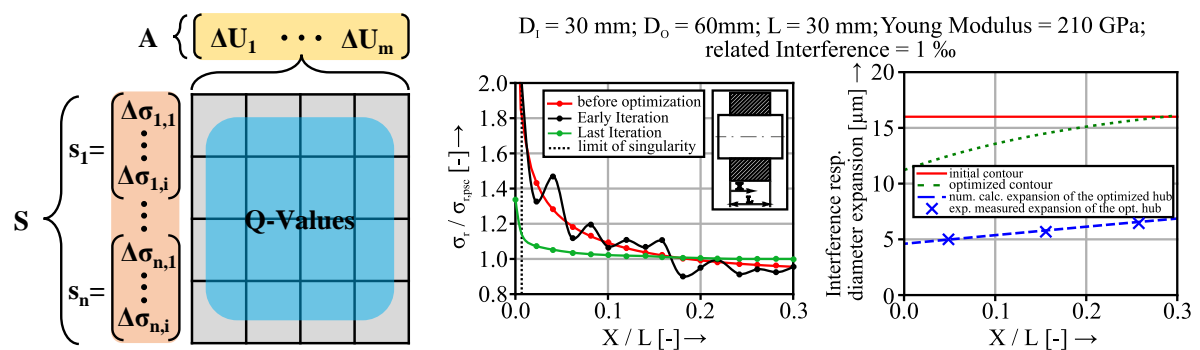 A { ΔU₁ · · · ΔUₘ }
S
s₁=
Δσ₁,₁
Δσ₁,ᵢ
sₙ=
Δσₙ,₁
Δσₙ,ᵢ
Q-Values
D_I = 30 mm; D_O = 60mm; L = 30 mm; Young Modulus = 210 GPa;
related Interference = 1 ‰
σ_r / σ_r,psc [-] →
2.0
1.8
1.6
1.4
1.2
1.0
0.8
before optimization
Early Iteration
Last Iteration
limit of singularity
X
L
0.0 0.1 0.2 0.3
X / L [-] →
Interference resp.
diameter expansion [µm] →
20
15
10
5
0
initial contour
optimized contour
num. calc. expansion of the optimized hub
exp. measured expansion of the opt. hub
0.0 0.1 0.2 0.3
X / L [-] →